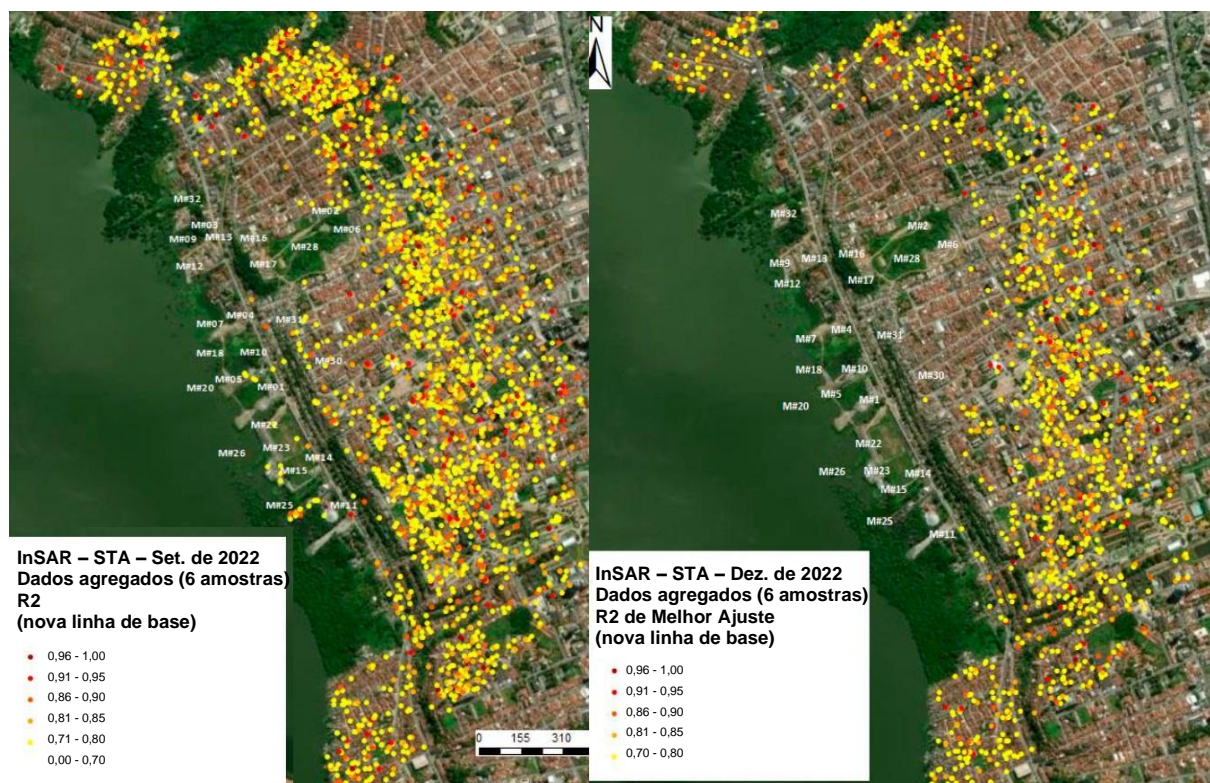 N
M#32
M#02
M#03
M#06
M#09
M#13
M#16
M#28
M#12
M#17
M#04
M#07
M#31
M#18
M#10
M#30
M#05
M#20
M#01
M#22
M#26
M#23
M#14
M#15
M#25
M#11
InSAR – STA – Set. de 2022
Dados agregados (6 amostras)
R2
(nova linha de base)
0,96 - 1,00
0,91 - 0,95
0,86 - 0,90
0,81 - 0,85
0,71 - 0,80
0,00 - 0,70
0 155 310
M#32
M#2
M#6
M#16
M#9
M#13
M#28
M#12
M#17
M#4
M#7
M#31
M#18
M#10
M#30
M#5
M#20
M#1
M#22
M#26
M#23
M#14
M#15
M#25
M#11
InSAR – STA – Dez. de 2022
Dados agregados (6 amostras)
R2 de Melhor Ajuste
(nova linha de base)
0,96 - 1,00
0,91 - 0,95
0,86 - 0,90
0,81 - 0,85
0,70 - 0,80